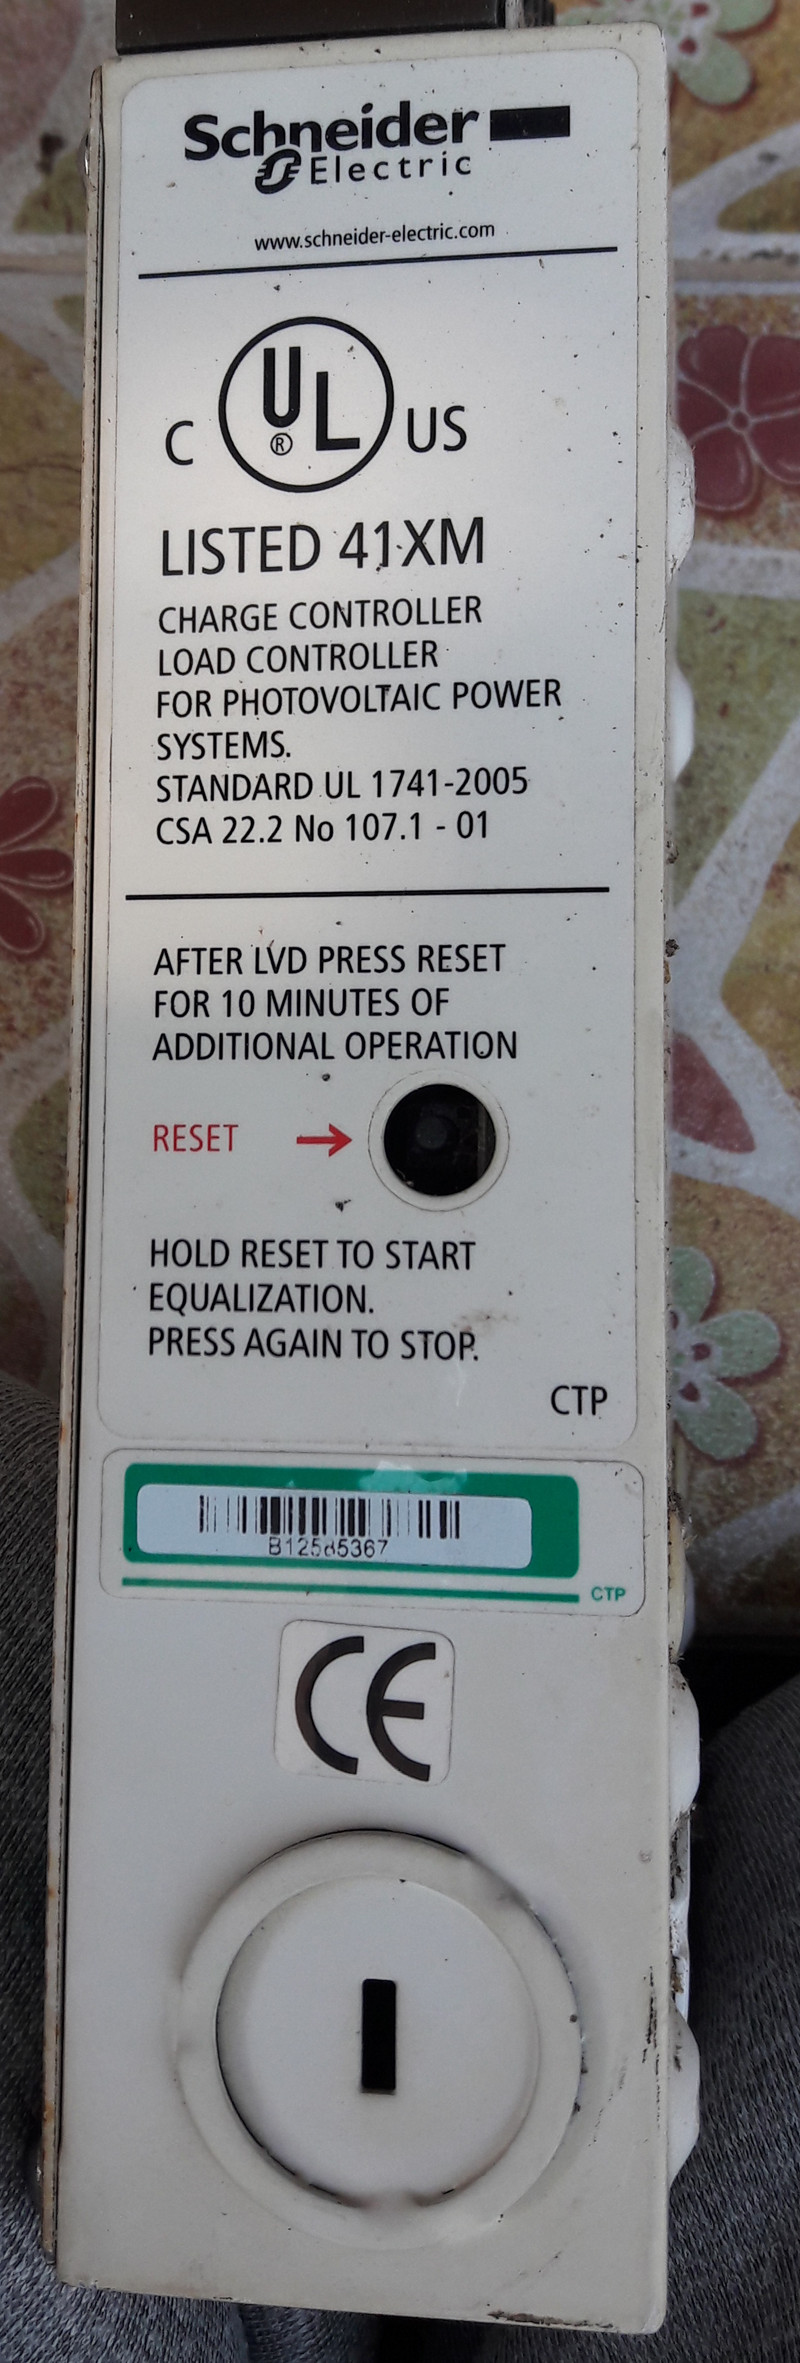 Schneider
Electric
www.schneider-electric.com
C UL® US
LISTED 41XM
CHARGE CONTROLLER
LOAD CONTROLLER
FOR PHOTOVOLTAIC POWER
SYSTEMS.
STANDARD UL 1741-2005
CSA 22.2 No 107.1 - 01
AFTER LVD PRESS RESET
FOR 10 MINUTES OF
ADDITIONAL OPERATION
RESET →
HOLD RESET TO START
EQUALIZATION.
PRESS AGAIN TO STOP.
CTP
CTP
CE